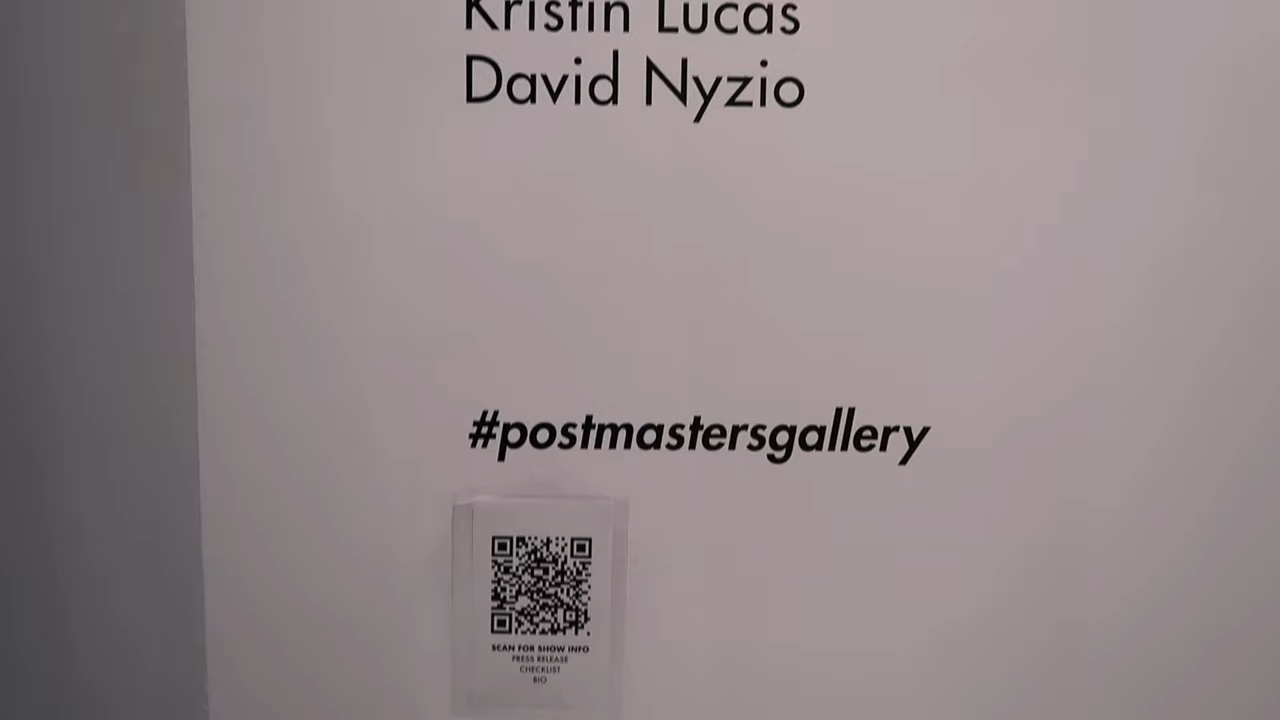 Kristin Lucas
David Nyzio
#postmastersgallery
SCAN FOR SHOW INFO
PRESS RELEASE
CHECKLIST
BIO